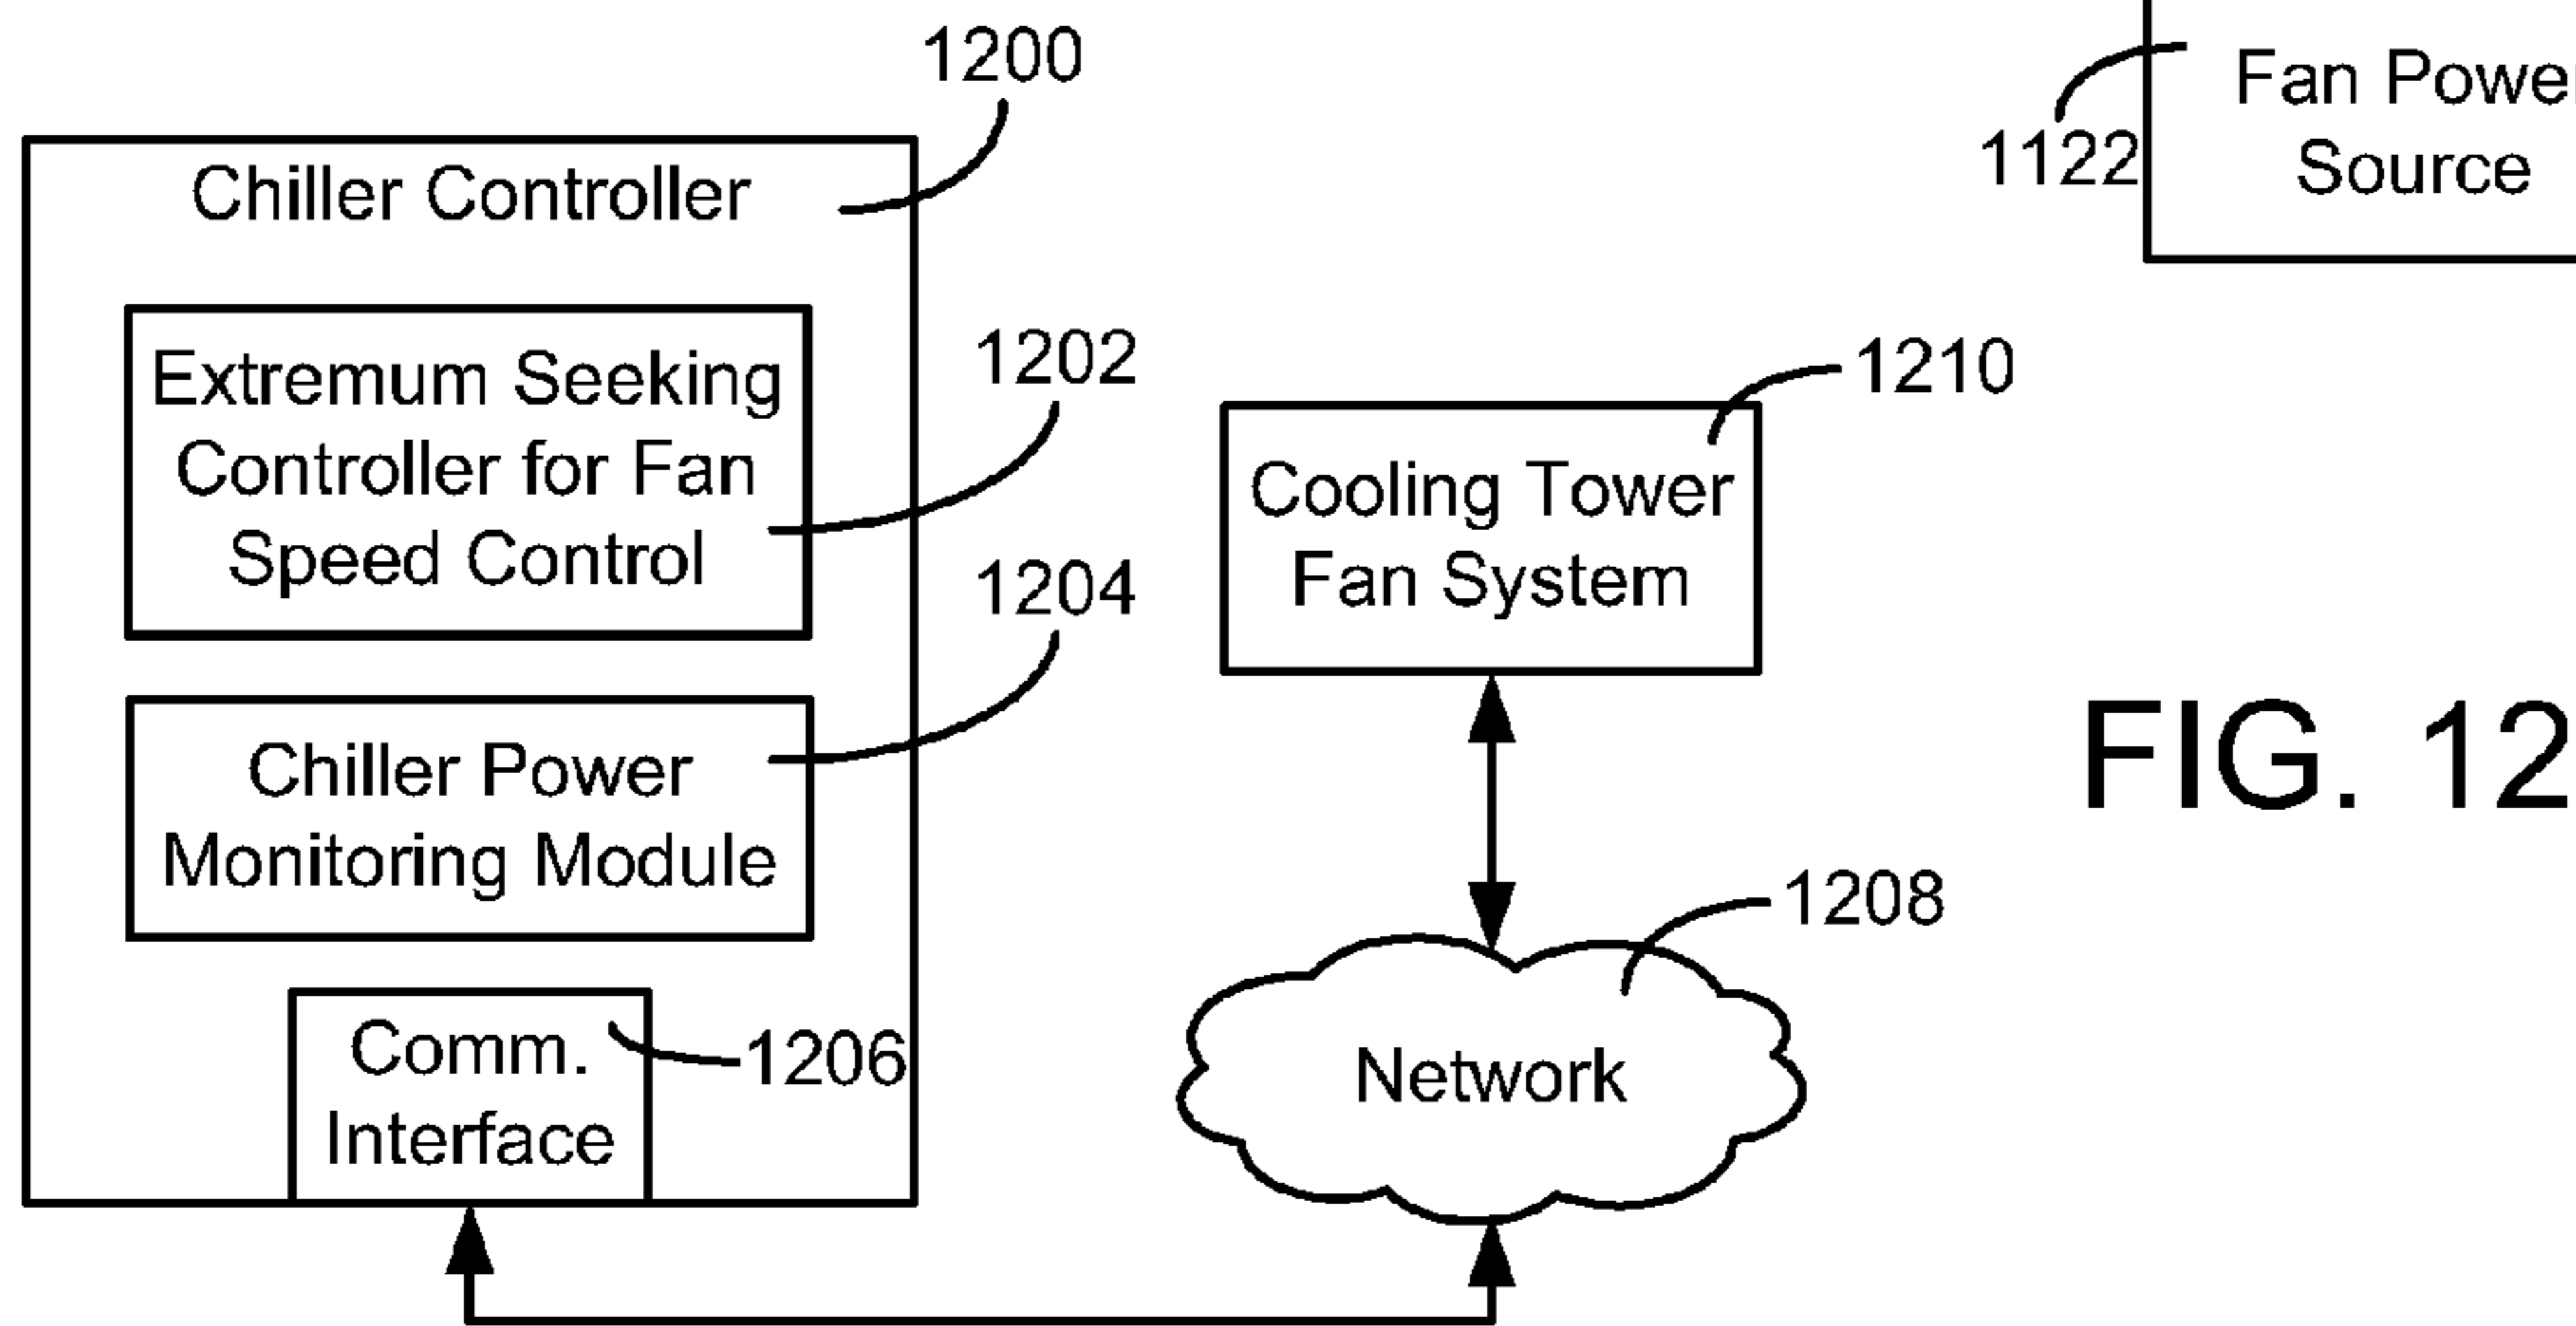 1200
Chiller Controller
Extremum Seeking
Controller for Fan
Speed Control
1202
Chiller Power
Monitoring Module
1204
Comm.
Interface
1206
Cooling Tower
Fan System
1210
Network
1208
Fan
Source
1122
FIG. 12